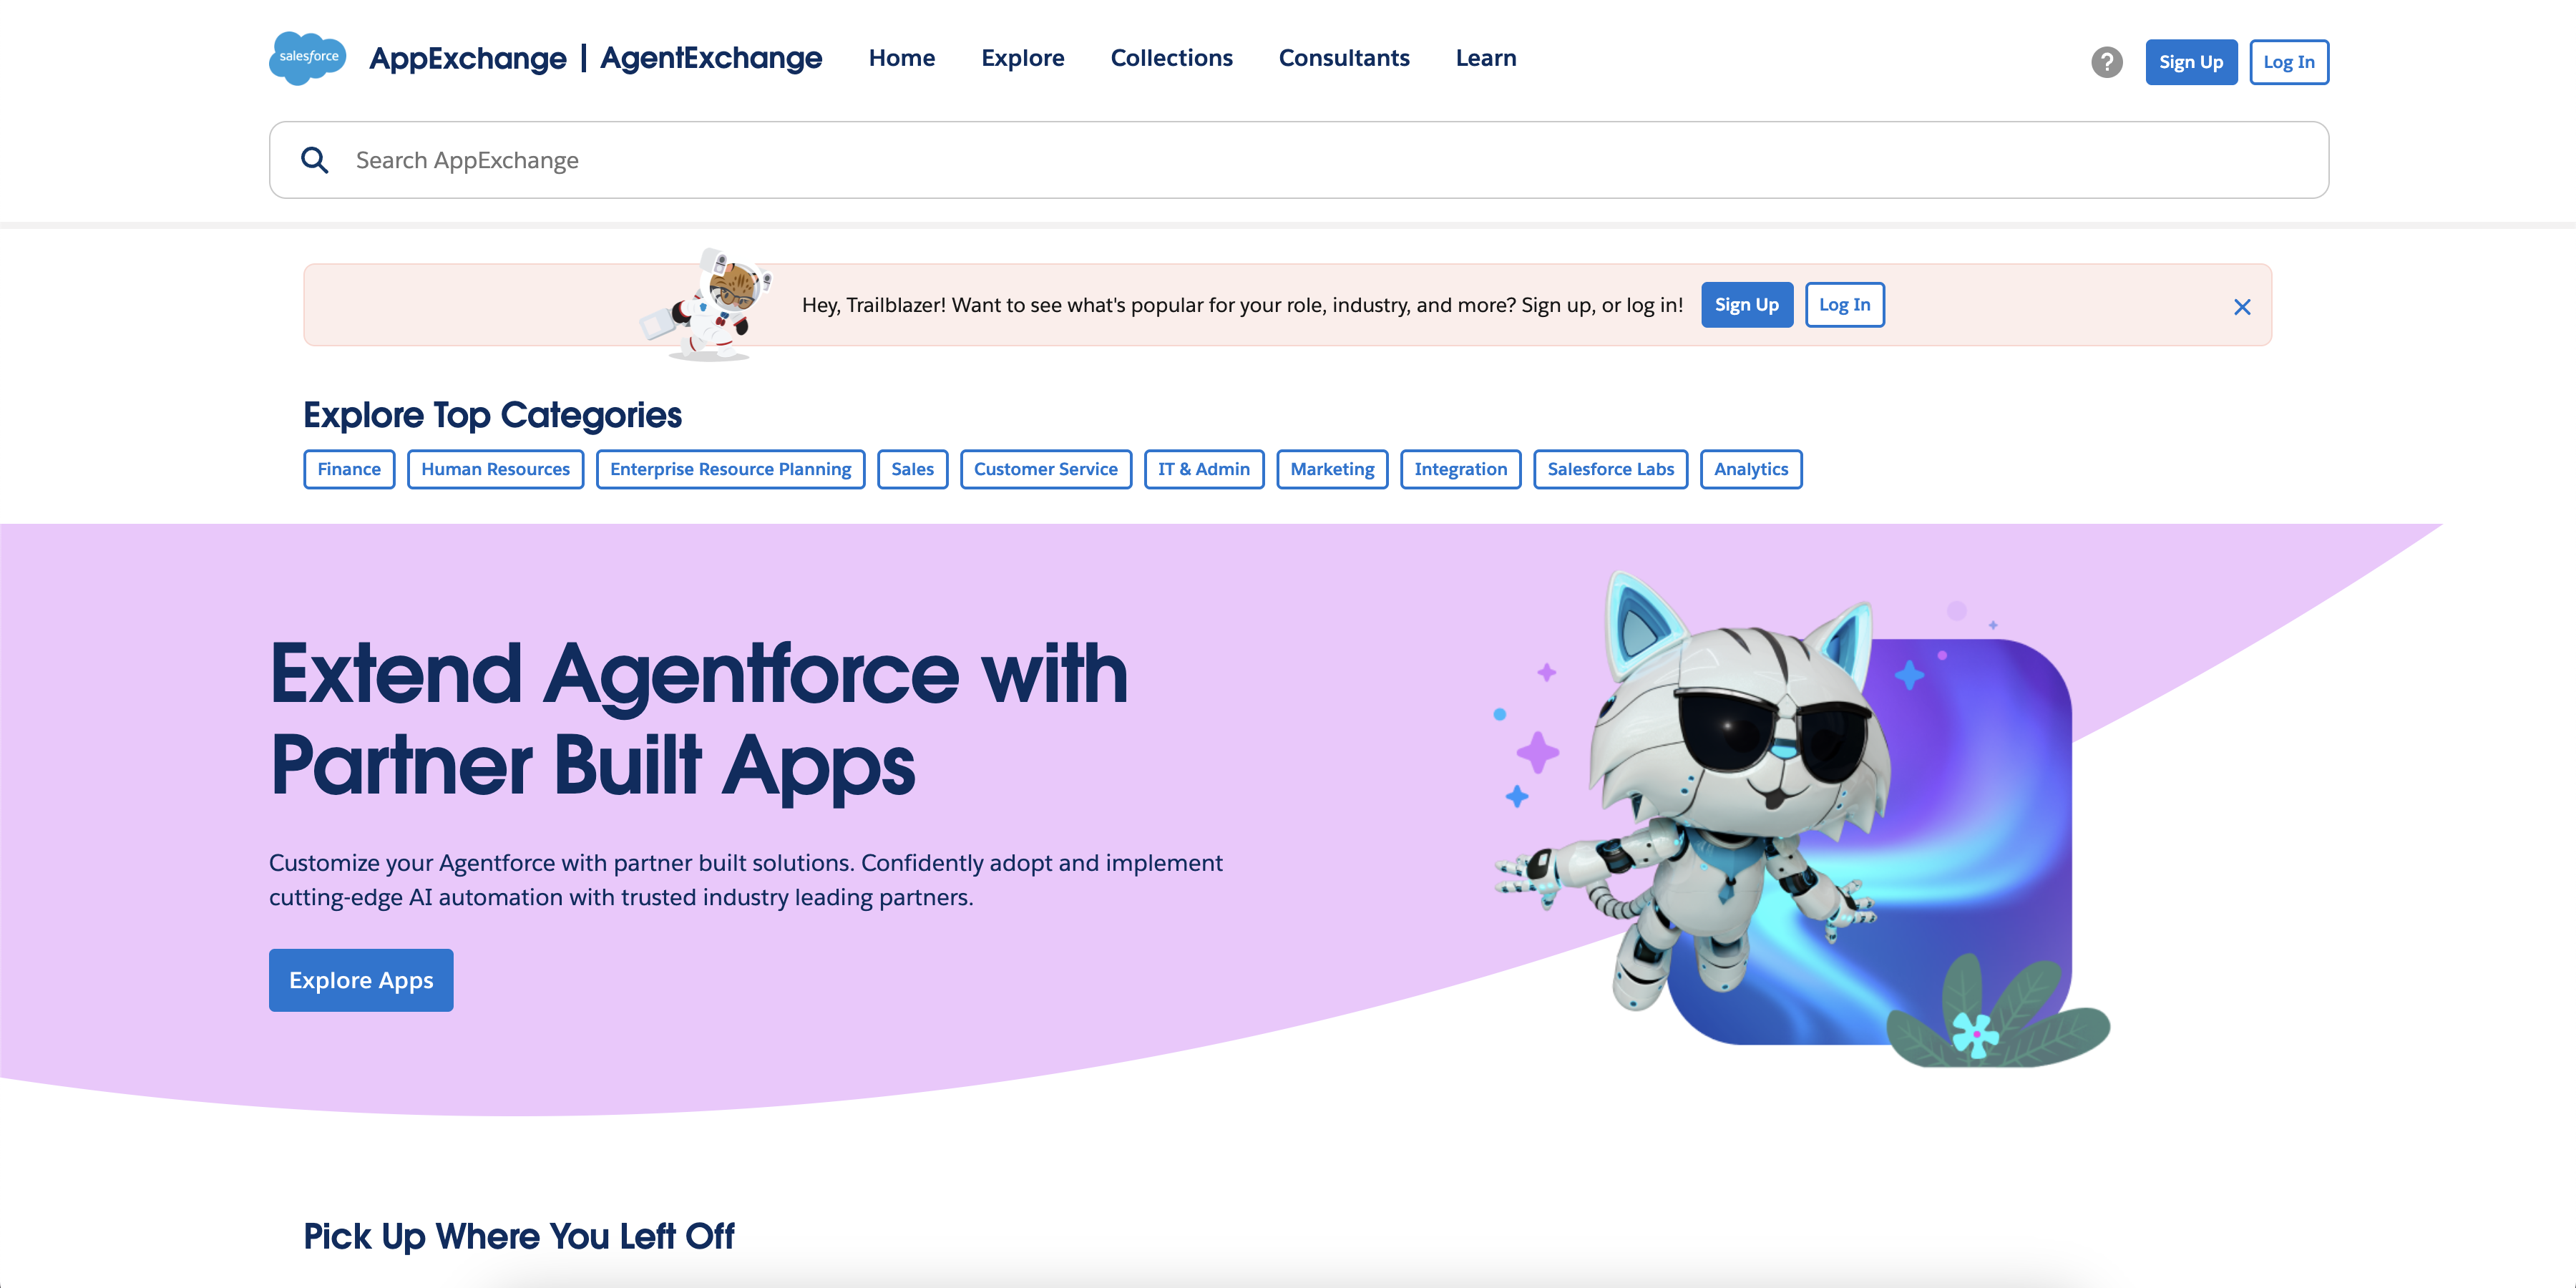 salesforce
AppExchange | AgentExchange Home Explore Collections Consultants Learn ? Sign Up Log In
Search AppExchange
Hey, Trailblazer! Want to see what's popular for your role, industry, and more? Sign up, or log in! Sign Up Log In
Explore Top Categories
Finance Human Resources Enterprise Resource Planning Sales Customer Service IT & Admin Marketing Integration Salesforce Labs Analytics
Extend Agentforce with
Partner Built Apps
Customize your Agentforce with partner built solutions. Confidently adopt and implement
cutting-edge AI automation with trusted industry leading partners.
Explore Apps
Pick Up Where You Left Off